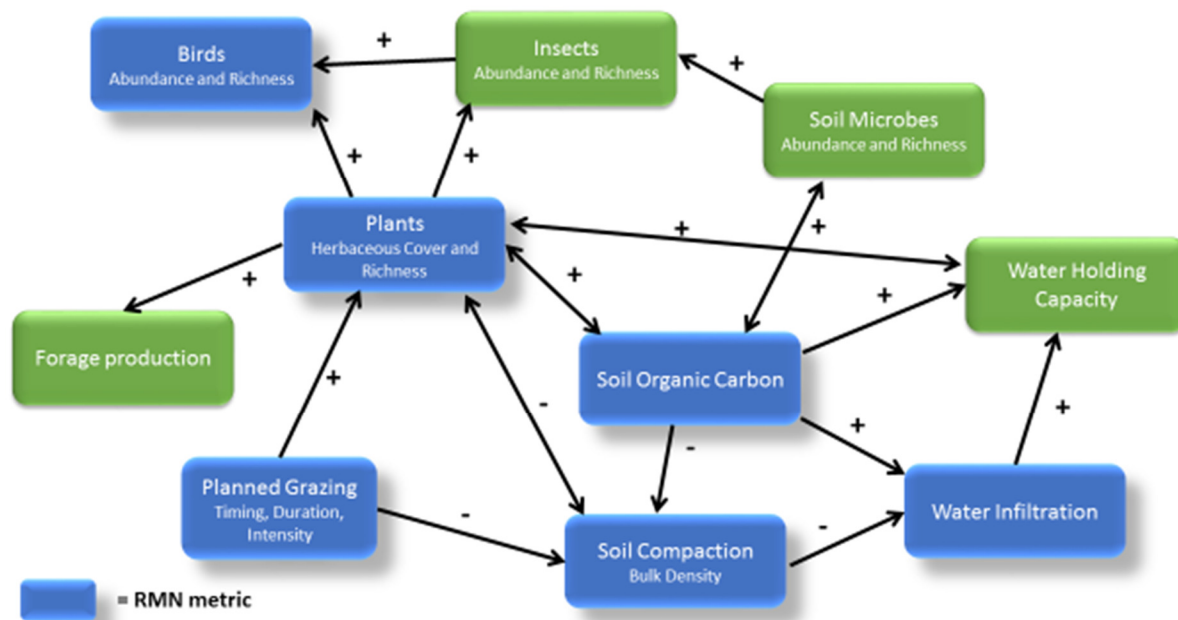 Birds
Abundance and Richness
+
Insects
Abundance and Richness
+
Soil Microbes
Abundance and Richness
+
+
Plants
Herbaceous Cover and
Richness
+
+
+
+
Water Holding
Capacity
+
+
Forage production
+
Soil Organic Carbon
-
+
-
+
Planned Grazing
Timing, Duration,
Intensity
-
Soil Compaction
Bulk Density
-
Water Infiltration
= RMN metric